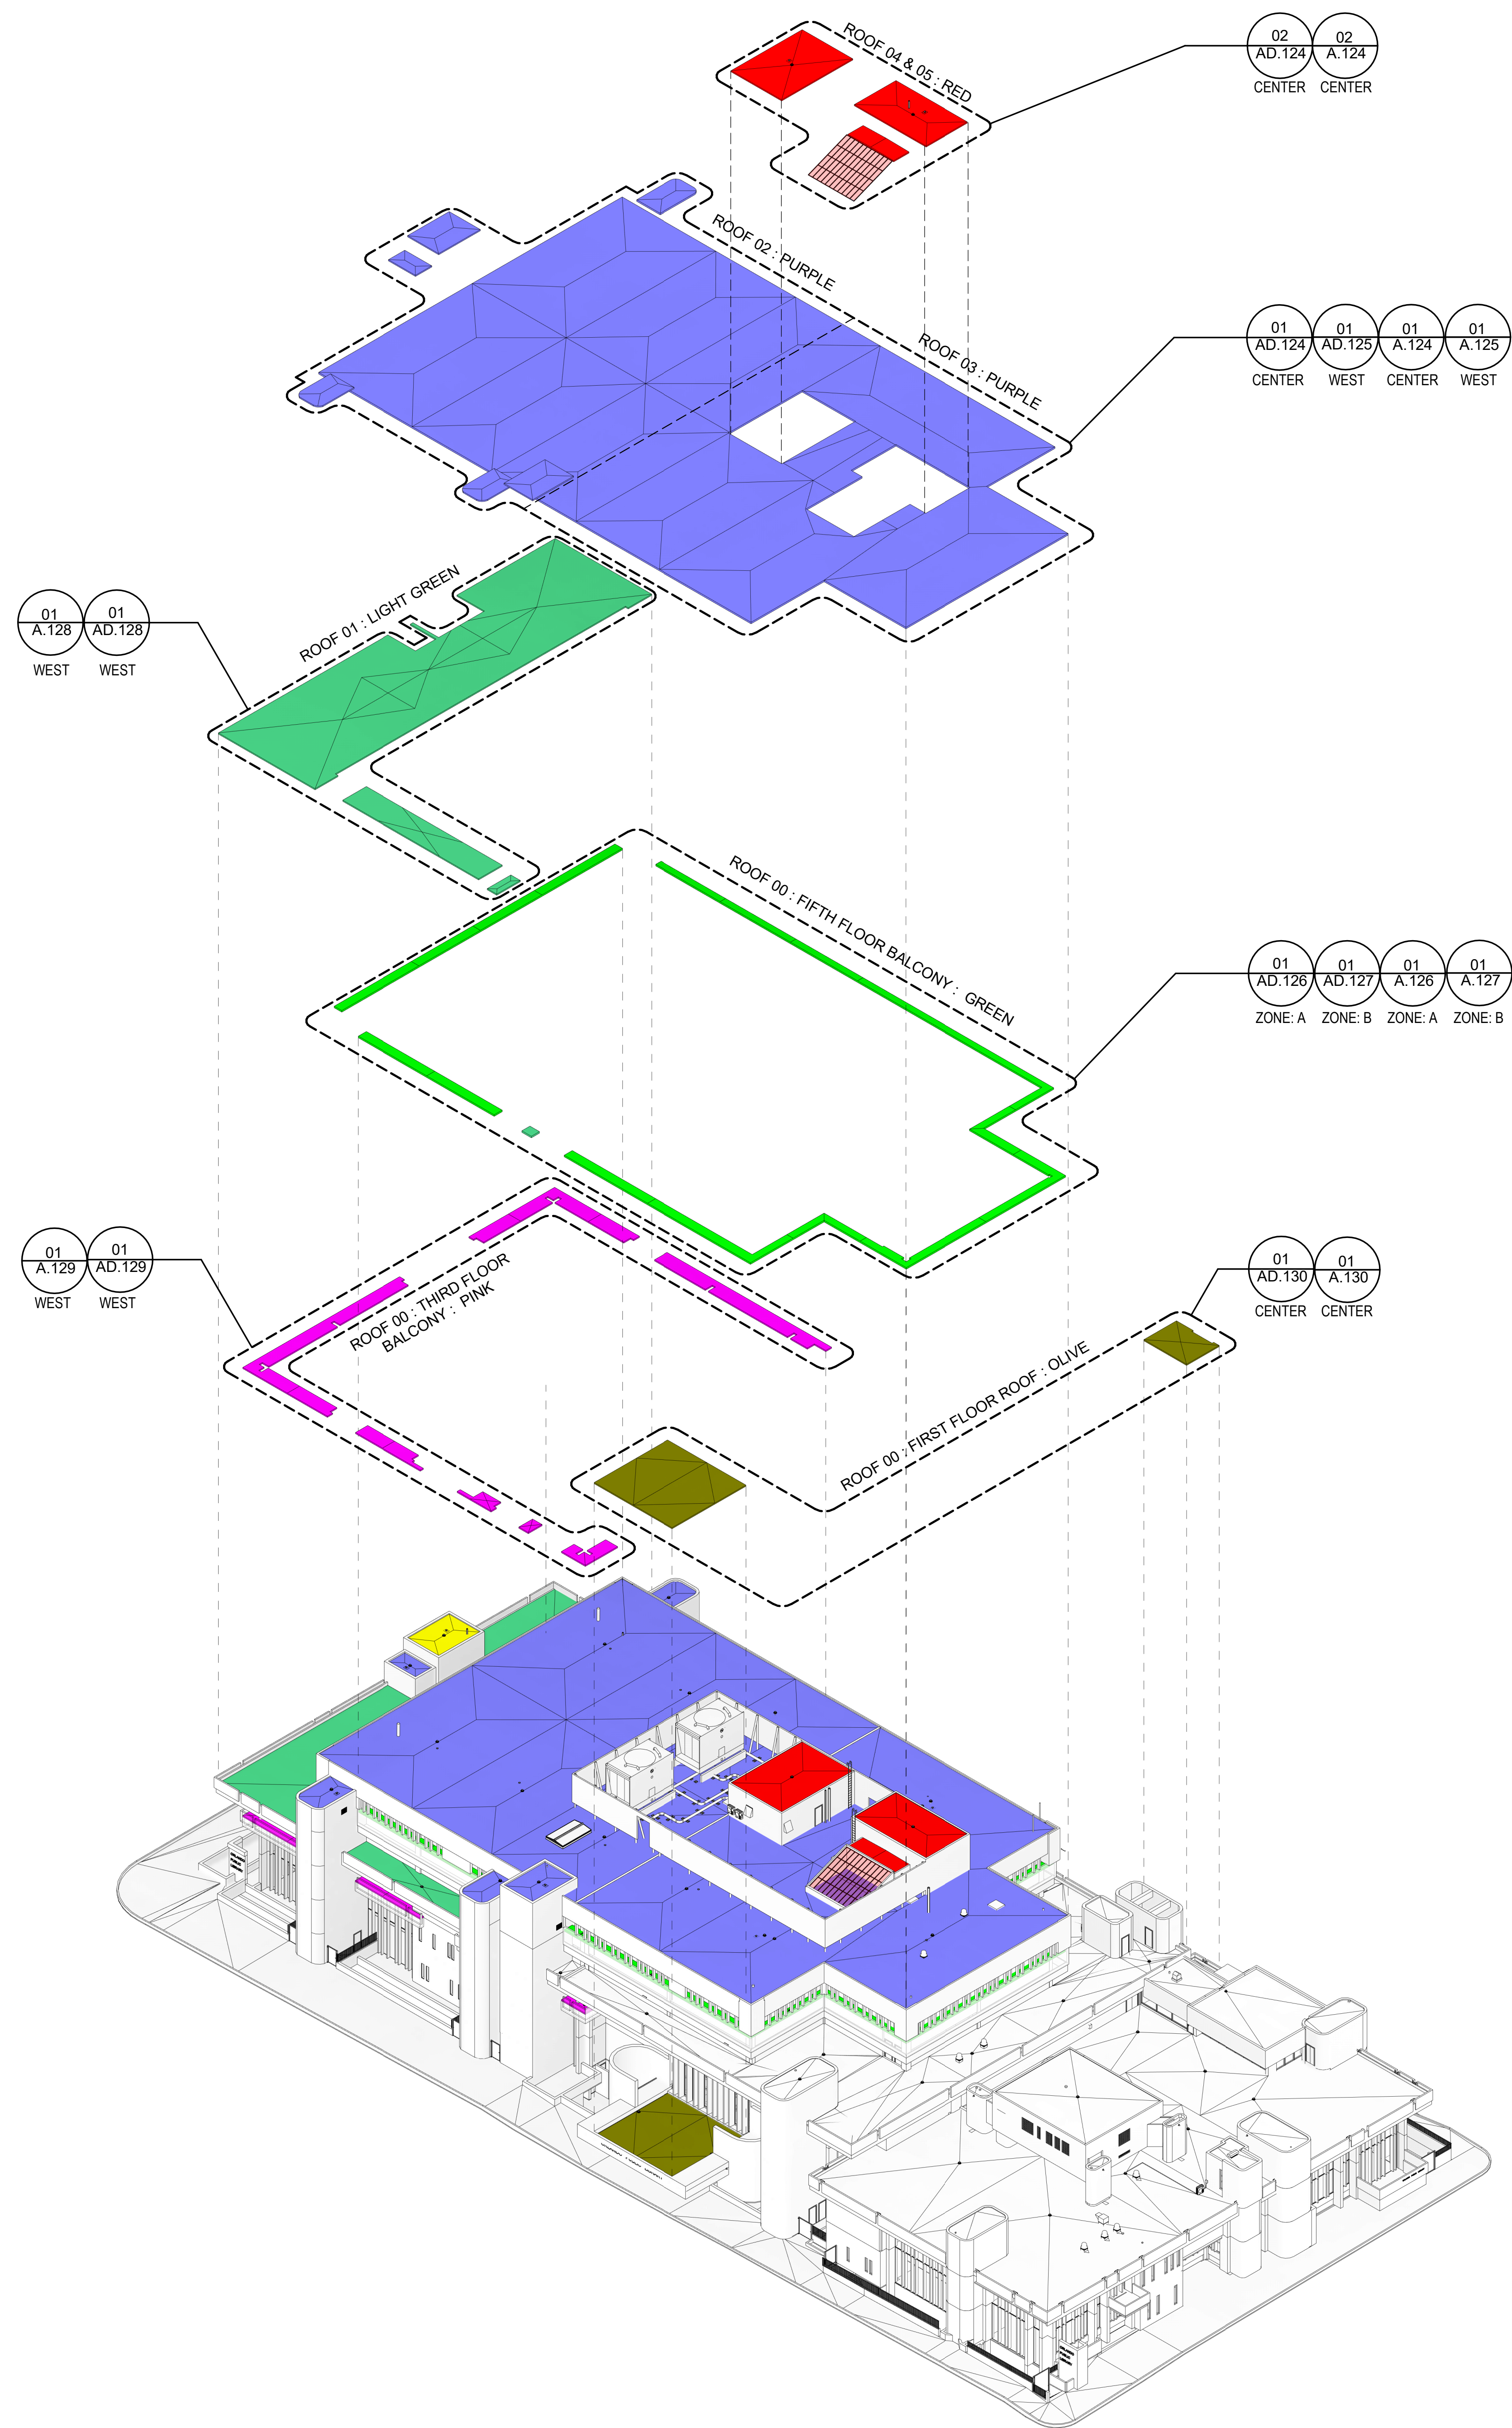 ROOF 04 & 05 : RED
02
AD.124
CENTER
02
A.124
CENTER
ROOF 02 : PURPLE
ROOF 03 : PURPLE
01
AD.124
CENTER
01
AD.125
WEST
01
A.124
CENTER
01
A.125
WEST
ROOF 01 : LIGHT GREEN
01
A.128
WEST
01
AD.128
WEST
ROOF 00 : FIFTH FLOOR BALCONY : GREEN
01
AD.126
ZONE: A
01
AD.127
ZONE: B
01
A.126
ZONE: A
01
A.127
ZONE: B
01
A.129
WEST
01
AD.129
WEST
ROOF 00 : THIRD FLOOR
BALCONY : PINK
ROOF 00 : FIRST FLOOR ROOF : OLIVE
01
AD.130
CENTER
01
A.130
CENTER